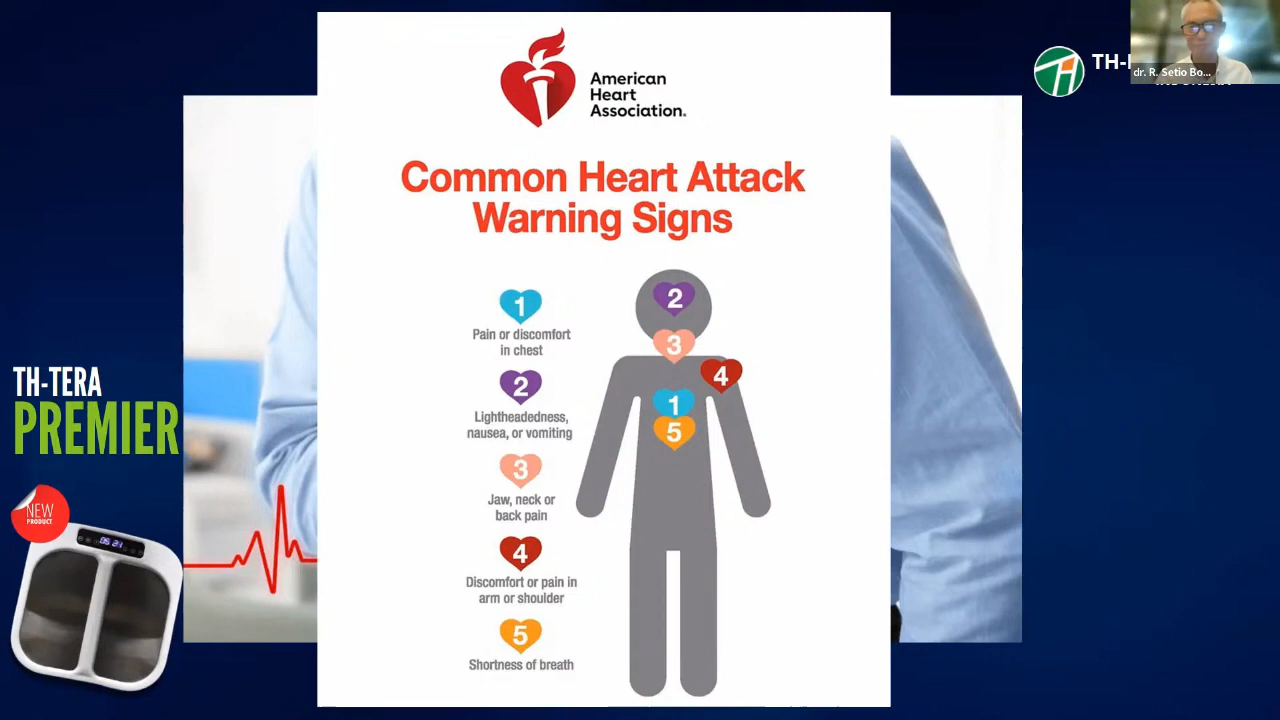 American
Heart
Association.
Common Heart Attack
Warning Signs
1
Pain or discomfort
in chest
2
Lightheadedness,
nausea, or vomiting
3
Jaw, neck or
back pain
4
Discomfort or pain in
arm or shoulder
5
Shortness of breath
2
3
4
1
5
TH-TERA
PREMIER
NEW
PRODUCT
TH-
dr. R. Setio Bo...